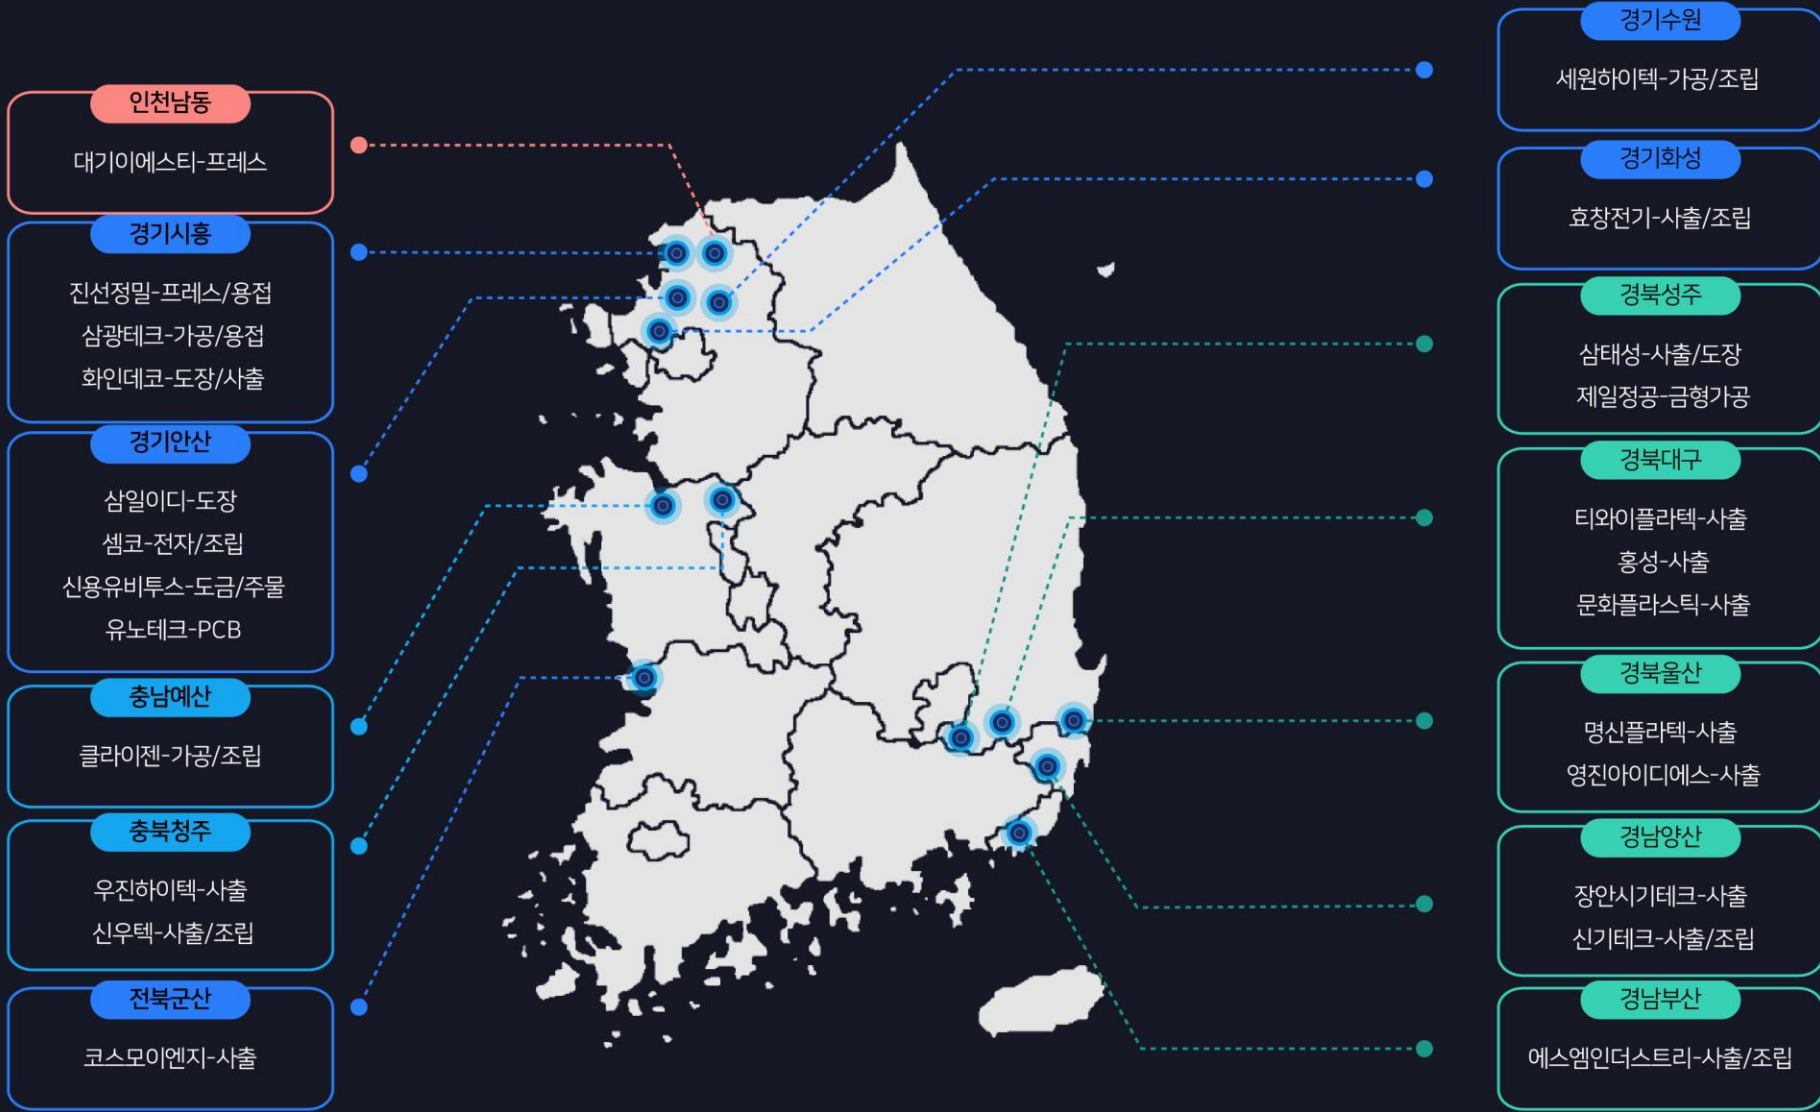 인천남동
대기이에스티-프레스
경기시흥
진선정밀-프레스/용접
삼광테크-가공/용접
화인데코-도장/사출
경기안산
삼일이디-도장
셈코-전자/조립
신용유비투스-도금/주물
유노테크-PCB
충남예산
클라이젠-가공/조립
충북청주
우진하이텍-사출
신우텍-사출/조립
전북군산
코스모이엔지-사출
경기수원
세원하이텍-가공/조립
경기화성
효창전기-사출/조립
경북성주
삼태성-사출/도장
제일정공-금형가공
경북대구
티와이플라텍-사출
홍성-사출
문화플라스틱-사출
경북울산
명신플라텍-사출
영진아이디에스-사출
경남양산
장안시기테크-사출
신기테크-사출/조립
경남부산
에스엠인더스트리-사출/조립